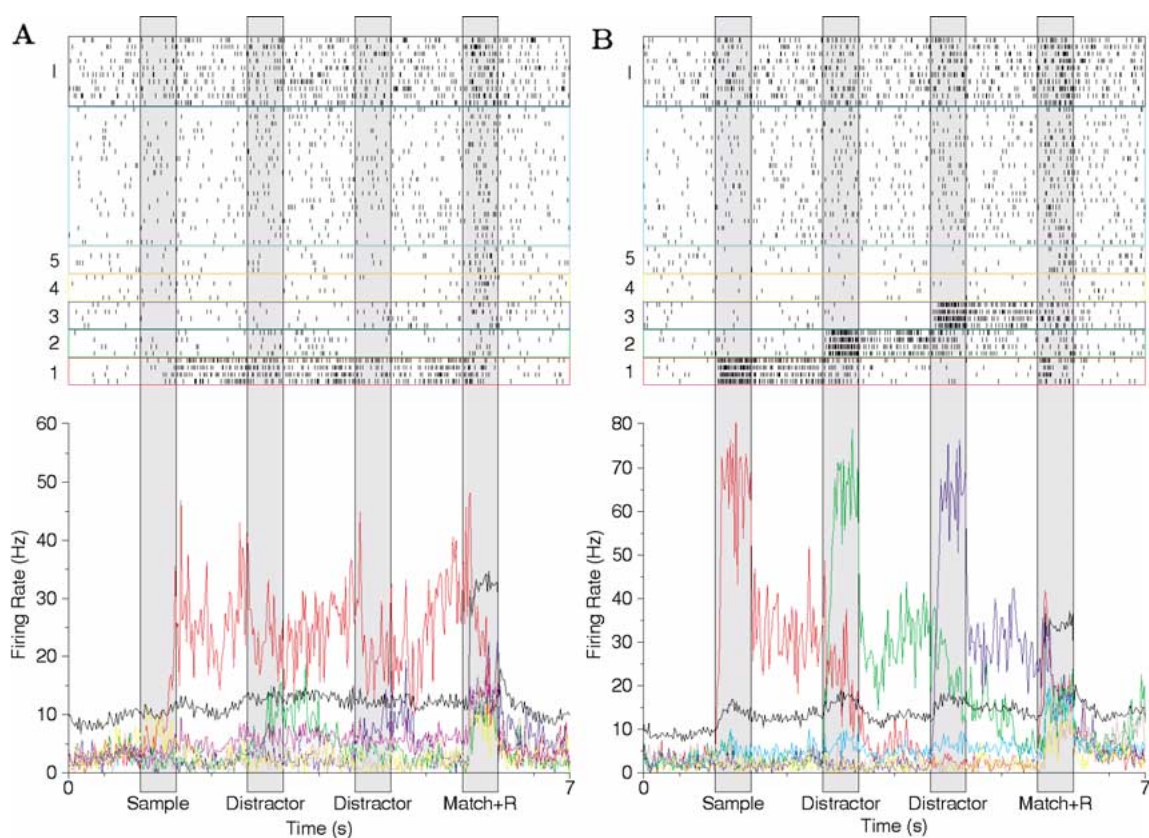 A
I
5
4
3
2
1
60
50
40
30
20
10
0
Firing Rate (Hz)
0
Sample
Distractor
Distractor
Match+R
7
Time (s)
B
I
5
4
3
2
1
80
70
60
50
40
30
20
10
0
Firing Rate (Hz)
0
Sample
Distractor
Distractor
Match+R
7
Time (s)